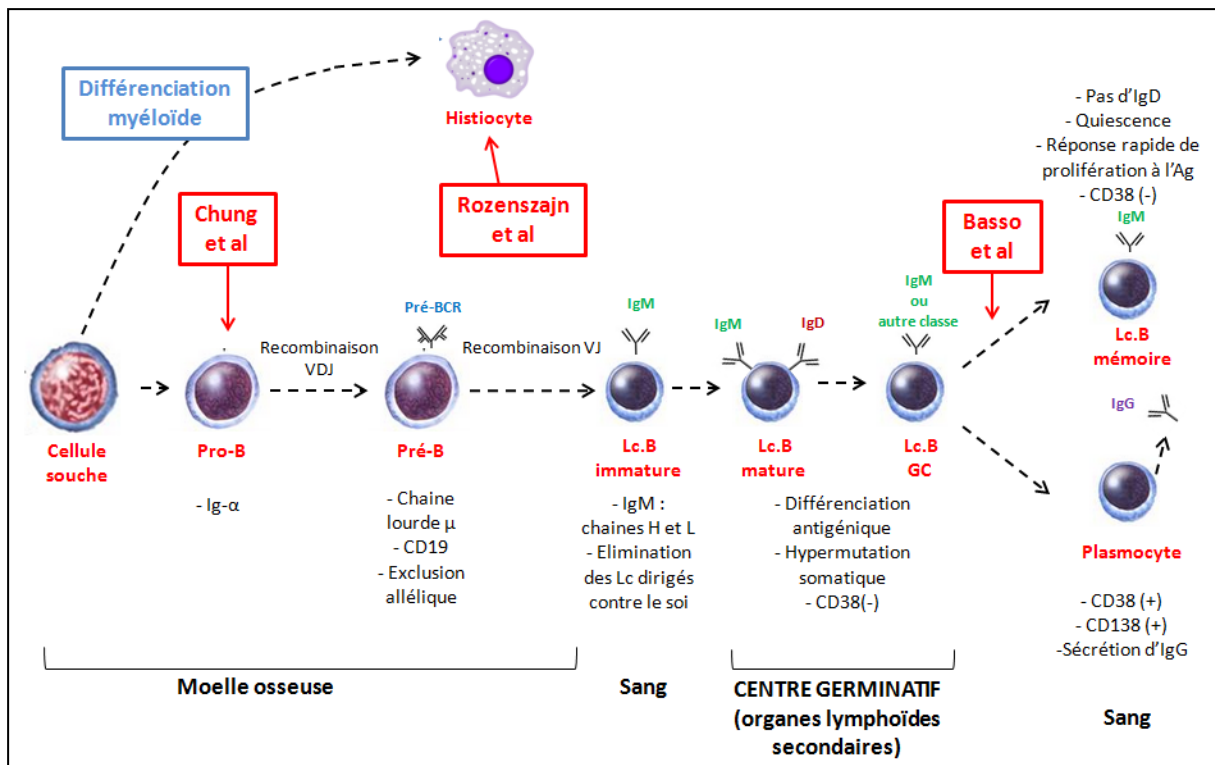 Différenciation
myéloïde
Histiocyte
Chung
et al
Rozenszajn
et al
Basso
et al
- Pas d'IgD
- Quiescence
- Réponse rapide de
prolifération à l'Ag
- CD38 (-)
IgM
Lc.B
mémoire
Cellule
souche
Pro-B
- Ig-α
Recombinaison
VDJ
Pré-BCR
Pré-B
- Chaine
lourde µ
- CD19
- Exclusion
allélique
Recombinaison VJ
IgM
Lc.B
immature
- IgM :
chaines H et L
- Elimination
des Lc dirigés
contre le soi
IgM
IgD
Lc.B
mature
- Différenciation
antigénique
- Hypermutation
somatique
- CD38(-)
IgM
ou
autre classe
Lc.B
GC
IgG
Plasmocyte
- CD38 (+)
- CD138 (+)
-Sécrétion d'IgG
Moelle osseuse
Sang
CENTRE GERMINATIF
(organes lymphoïdes
secondaires)
Sang